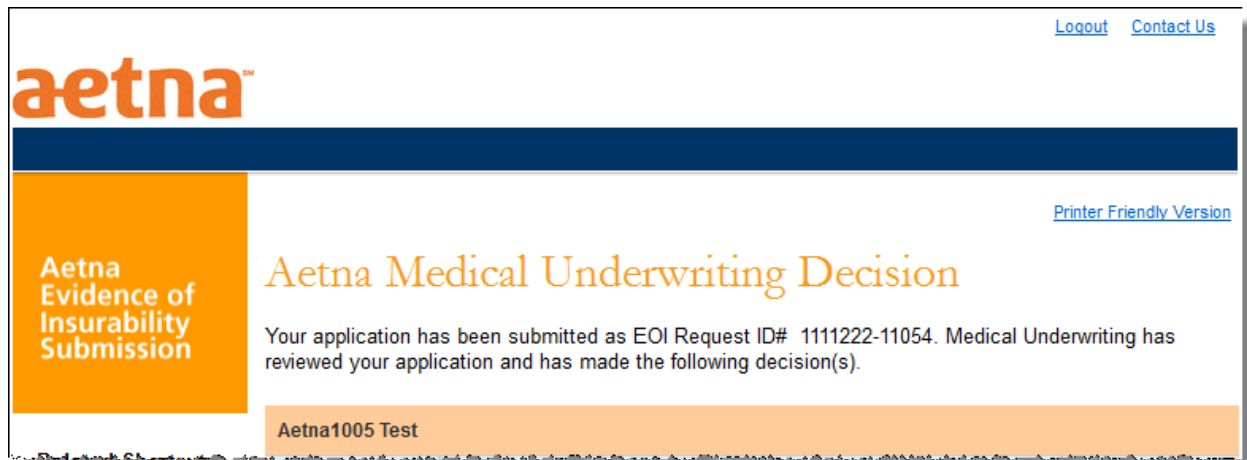 Logout Contact Us
aetna℠
Printer Friendly Version
Aetna
Evidence of
Insurability
Submission
Aetna Medical Underwriting Decision
Your application has been submitted as EOI Request ID# 1111222-11054. Medical Underwriting has
reviewed your application and has made the following decision(s).
Aetna1005 Test